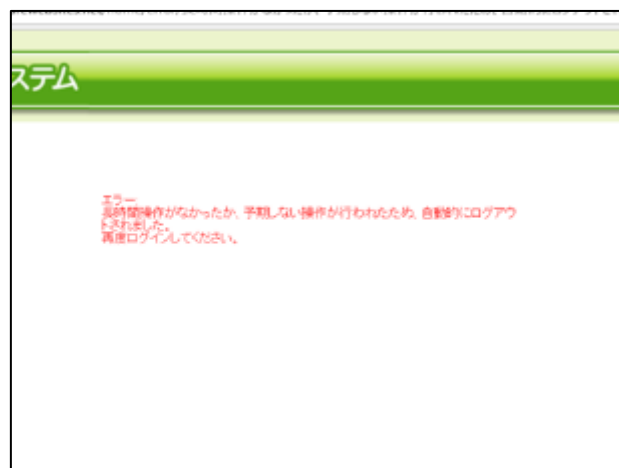 ステム
エラー
長時間操作がなかったか、予期しない操作が行われたため、自動的にログアウ
トされました。
再度ログインしてください。